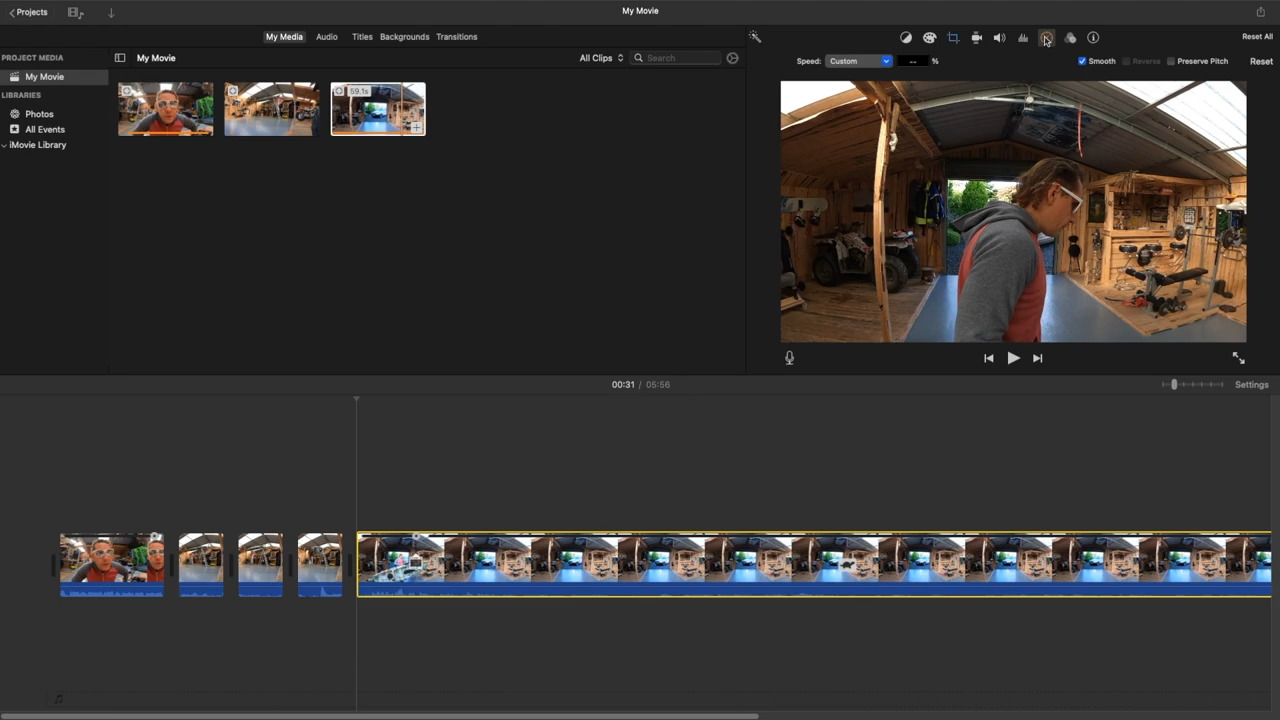 Projects
My Movie
My Media Audio Titles Backgrounds Transitions
Reset All
PROJECT MEDIA
My Movie
All Clips
Search
Speed: Custom -- %
Smooth Reverse Preserve Pitch Reset
My Movie
LIBRARIES
Photos
All Events
iMovie Library
59.1s
00:31 / 05:56
Settings